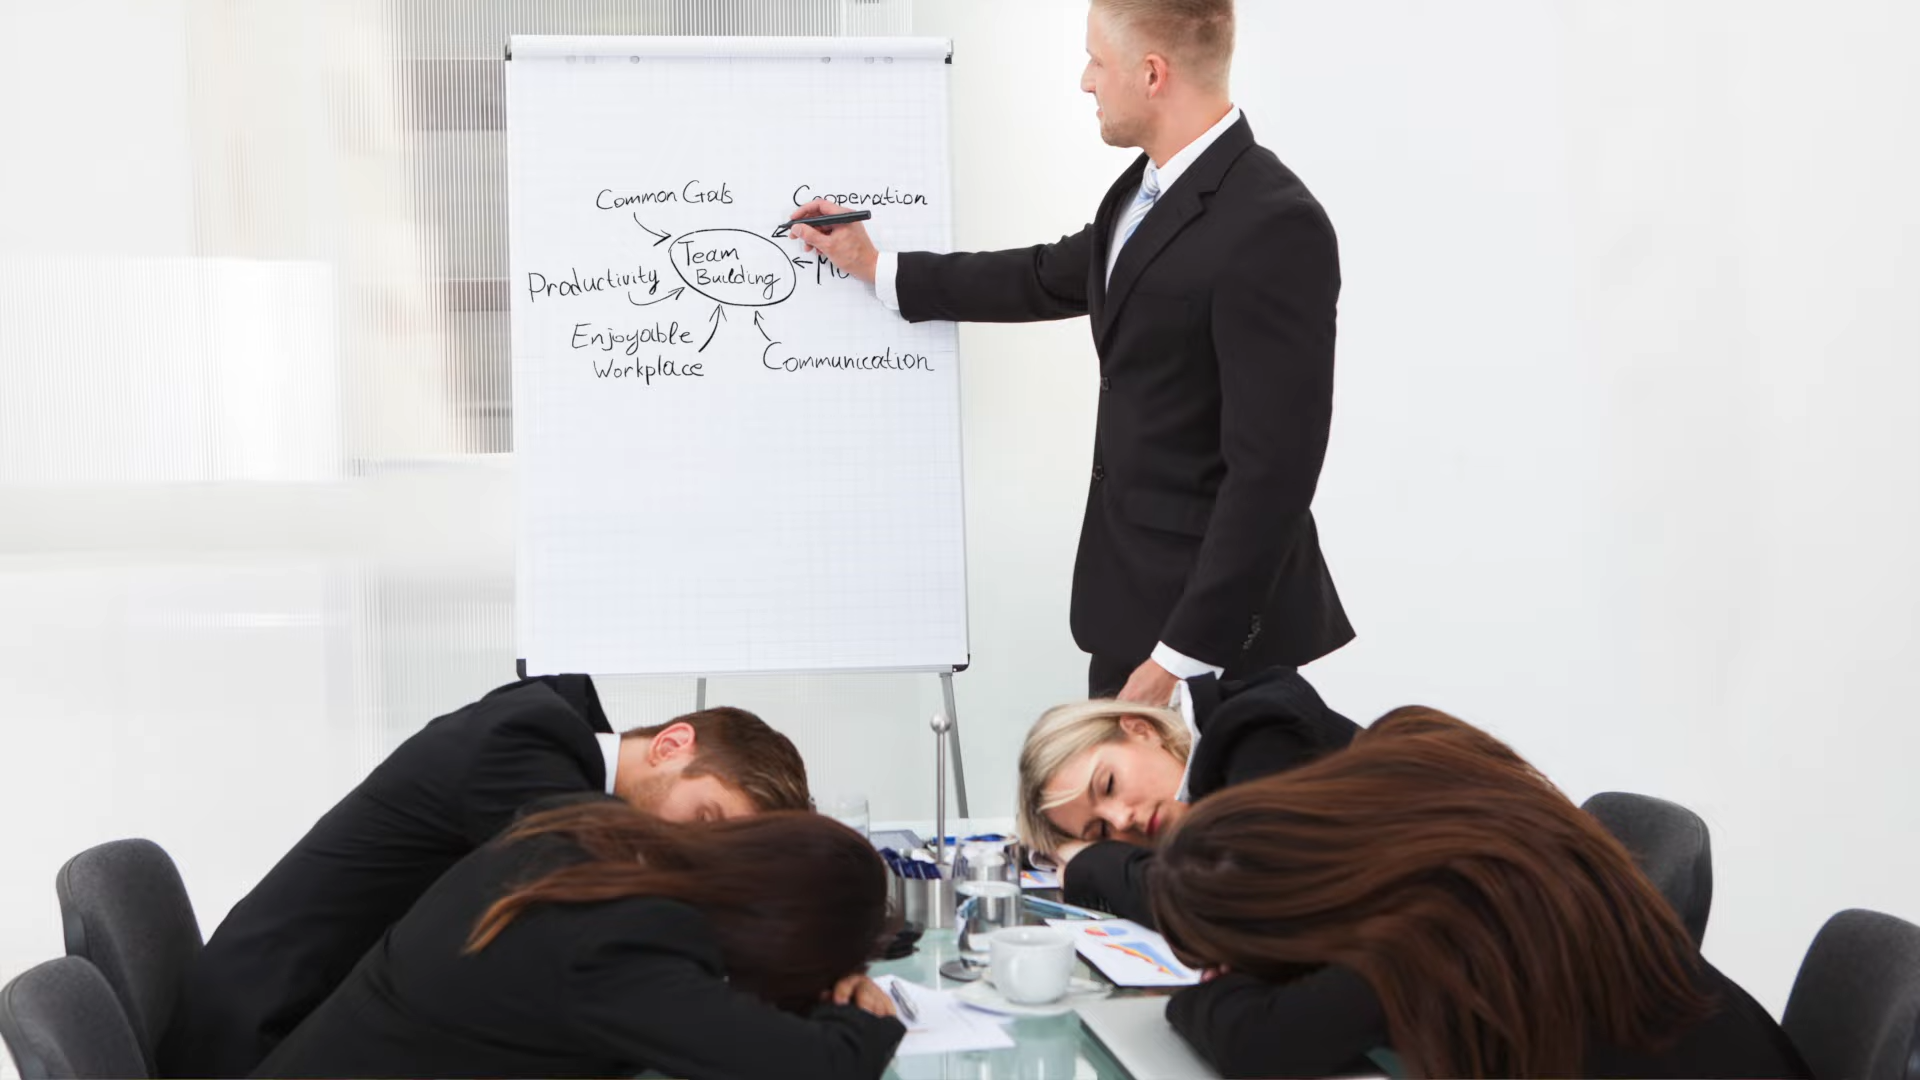 Common Goals
Cooperation
Team
Building
Productivity
Enjoyable
Workplace
Communication